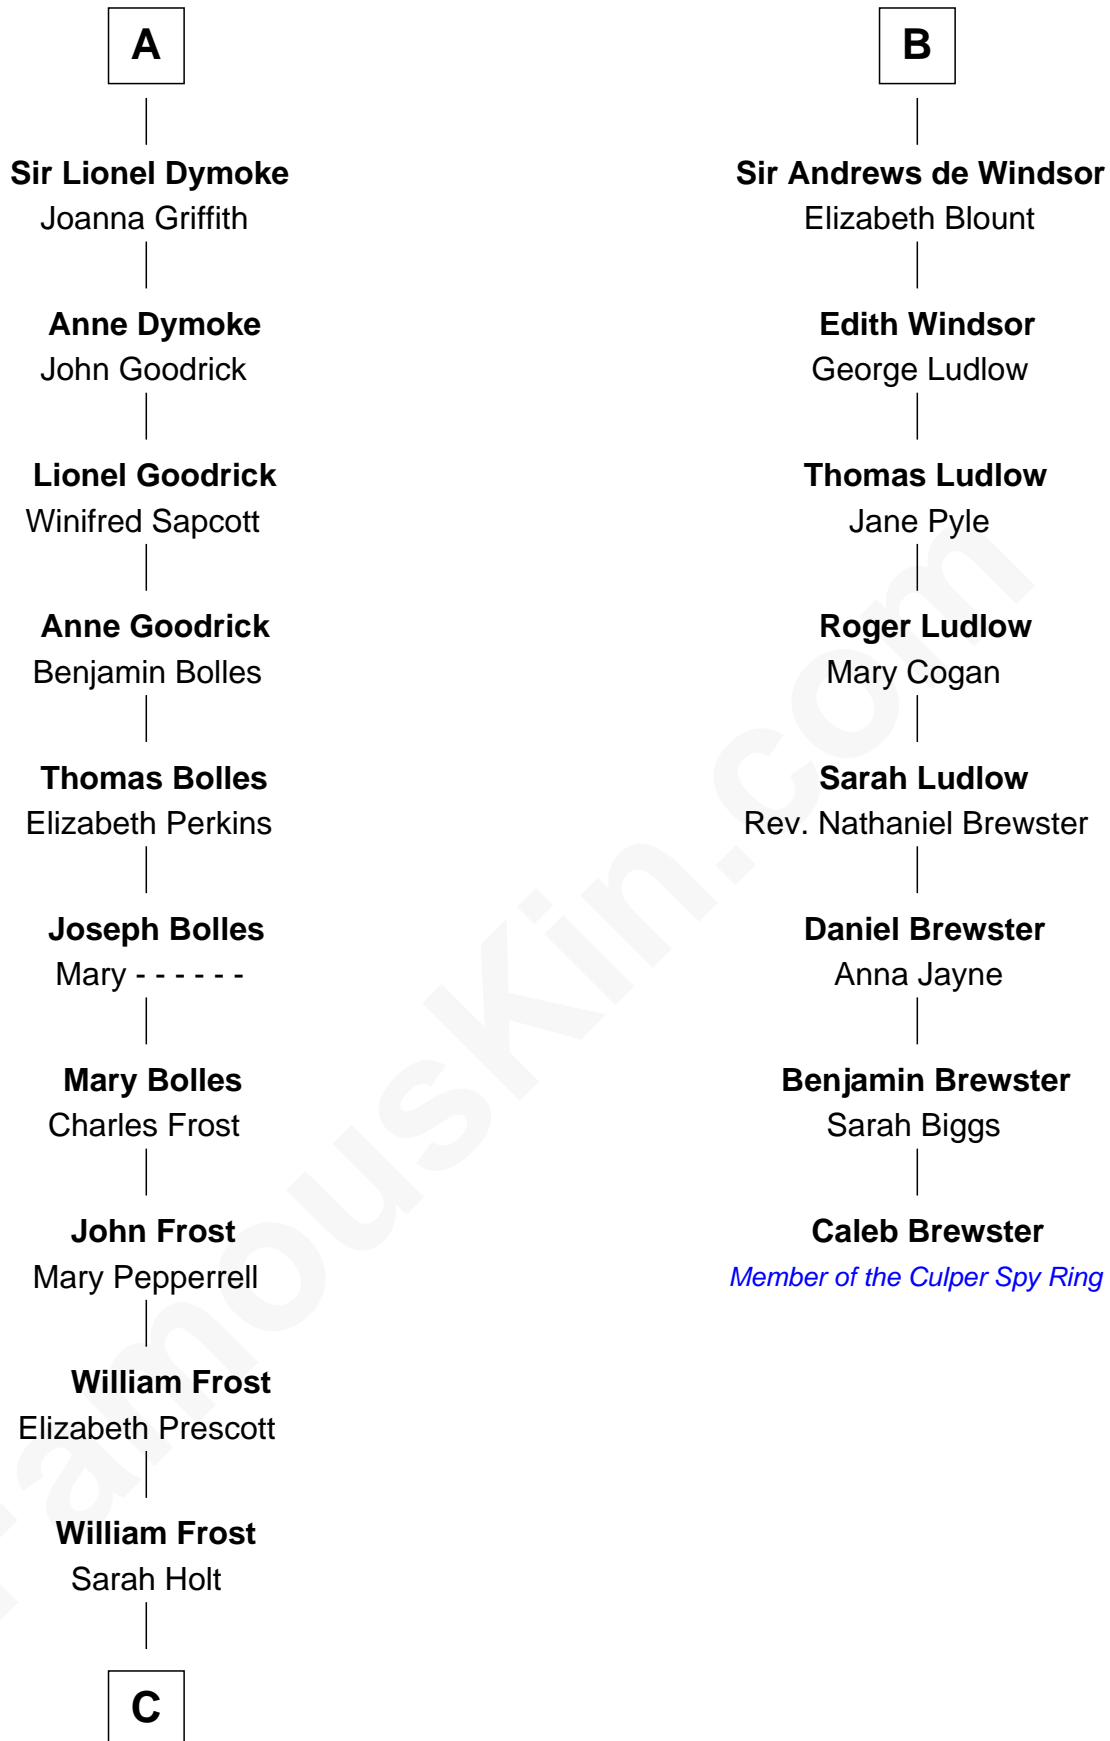 A
Sir Lionel Dymoke
Joanna Griffith
Anne Dymoke
John Goodrick
Lionel Goodrick
Winifred Sapcott
Anne Goodrick
Benjamin Bolles
Thomas Bolles
Elizabeth Perkins
Joseph Bolles
Mary - - - - - -
Mary Bolles
Charles Frost
John Frost
Mary Pepperrell
William Frost
Elizabeth Prescott
William Frost
Sarah Holt
C
B
Sir Andrews de Windsor
Elizabeth Blount
Edith Windsor
George Ludlow
Thomas Ludlow
Jane Pyle
Roger Ludlow
Mary Cogan
Sarah Ludlow
Rev. Nathaniel Brewster
Daniel Brewster
Anna Jayne
Benjamin Brewster
Sarah Biggs
Caleb Brewster
Member of the Culper Spy Ring
FamousKin.com